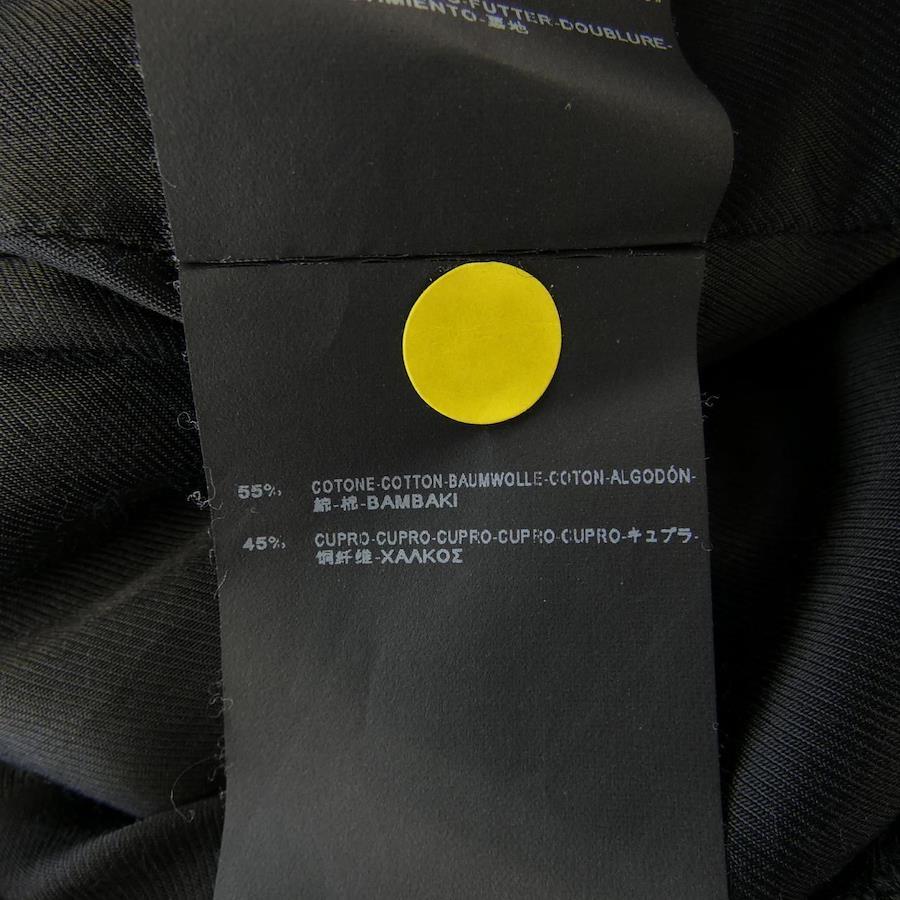 FUTTER-DOUBLURE-
55% COTONE-COTTON-BAUMWOLLE-COTON-ALGODÓN-
綿-棉-BAMBAKI
45% CUPRO-CUPRO-CUPRO-CUPRO-CUPRO-キュプラ-
铜纤维-ΧΑΛΚΟΣ